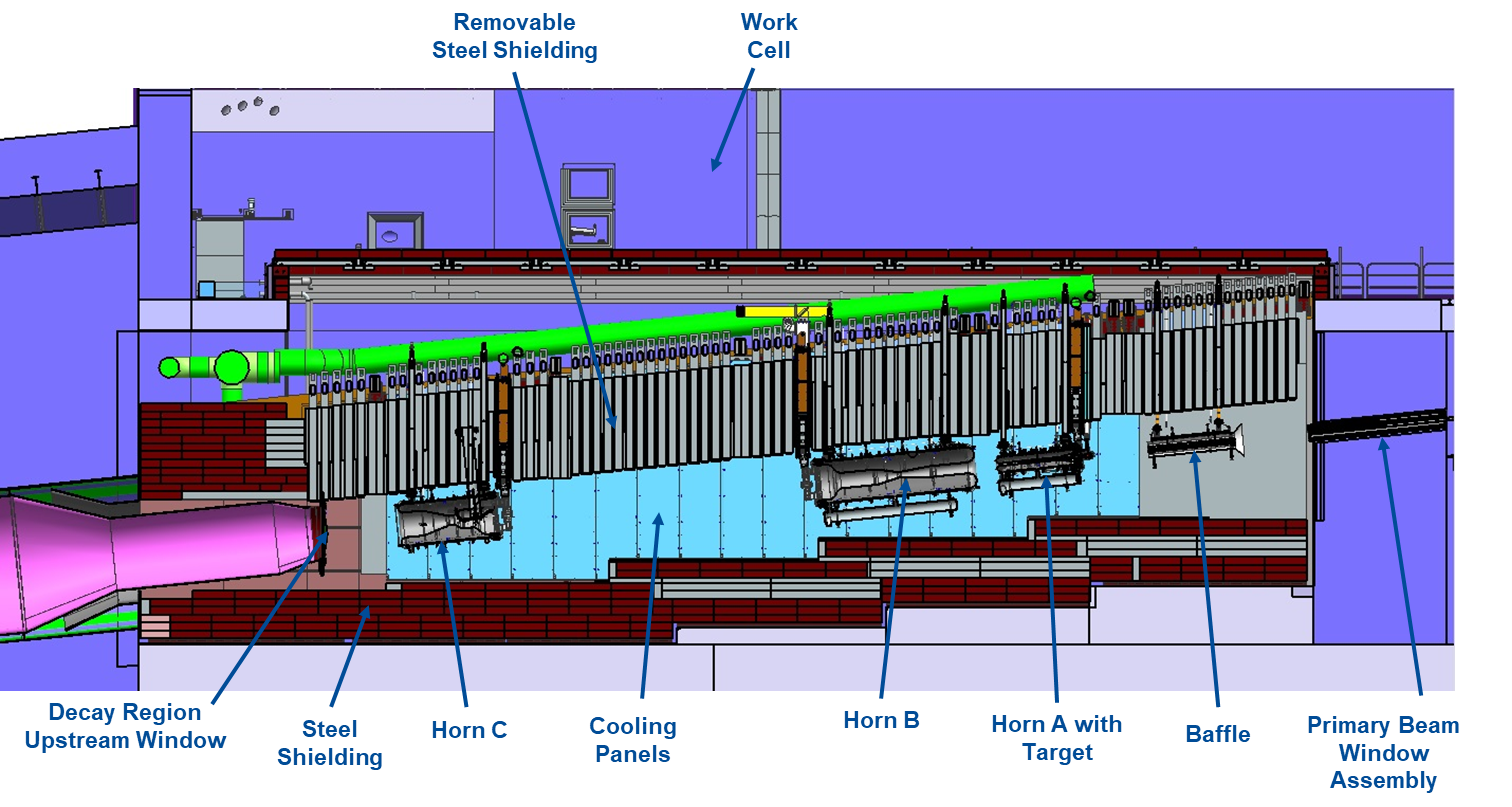 Removable
Steel Shielding
Work
Cell
Decay Region
Upstream Window
Steel
Shielding
Horn C
Cooling
Panels
Horn B
Horn A with
Target
Baffle
Primary Beam
Window
Assembly